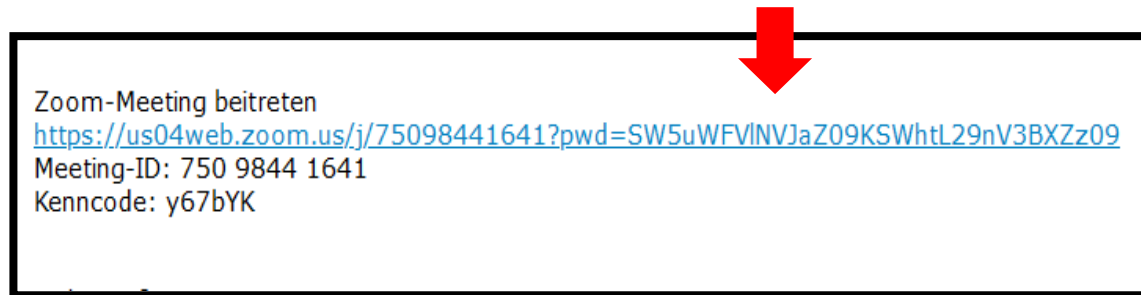 Zoom-Meeting beitreten
https://us04web.zoom.us/j/75098441641?pwd=SW5uWFVlNVJaZ09KSWhtL29nV3BXZz09
Meeting-ID: 750 9844 1641
Kenncode: y67bYK